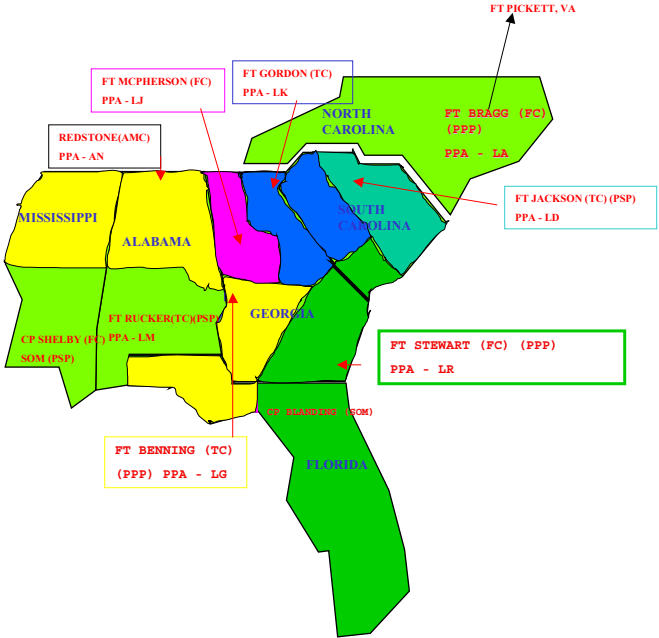 FT PICKETT, VA
FT MCPHERSON (FC)
PPA - LJ
FT GORDON (TC)
PPA - LK
NORTH
CAROLINA
FT BRAGG (FC)
(PPP)
PPA - LA
REDSTONE(AMC)
PPA - AN
FT JACKSON (TC) (PSP)
PPA - LD
MISSISSIPPI
ALABAMA
SOUTH
CAROLINA
FT RUCKER(TC)(PSP)
PPA- LM
GEORGIA
CP SHELBY (FC)
SOM (PSP)
FT STEWART (FC) (PPP)
PPA - LR
CP BLANDING (SOM)
FT BENNING (TC)
(PPP) PPA - LG
FLORIDA